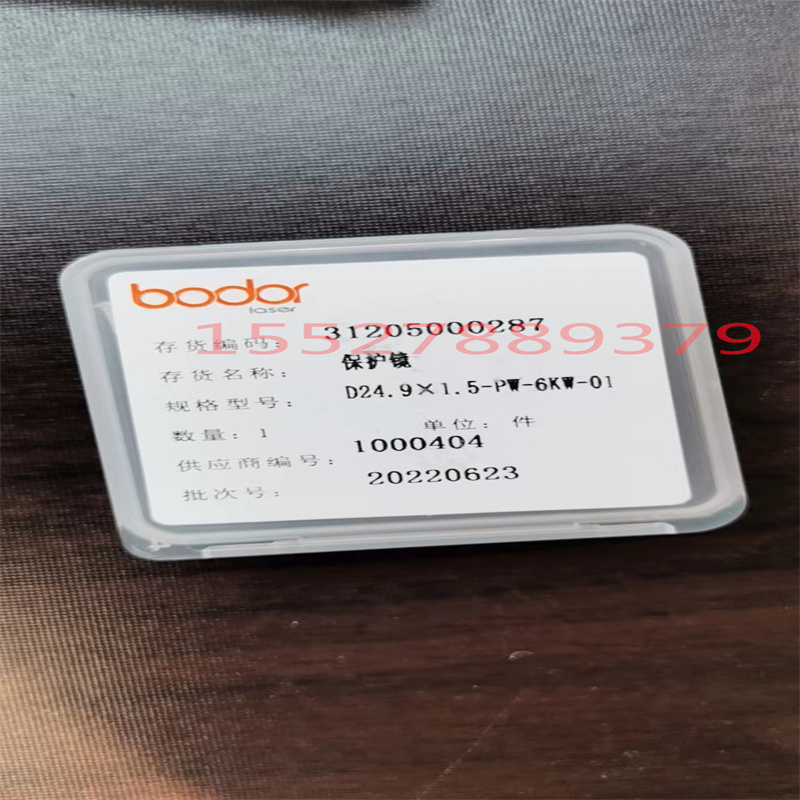 bodor
laser
存货编码： 31205000287
15527889379
存货名称： 保护镜
规格型号： D24.9×1.5-PW-6KW-01
数量：1 单位：件
供应商编号： 1000404
批次号： 20220623